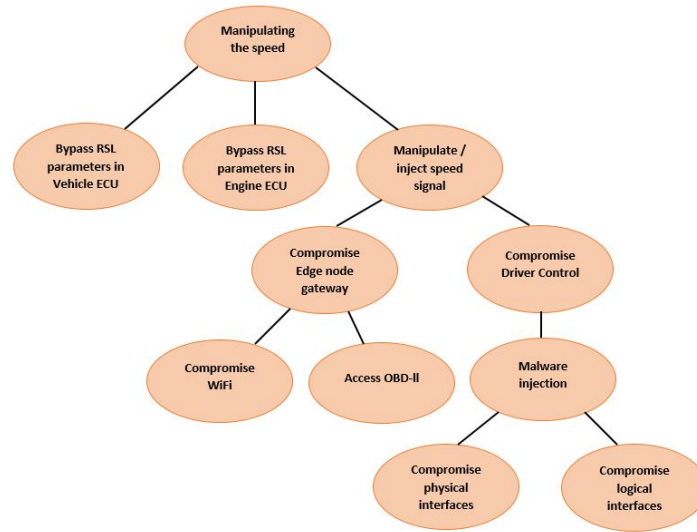 Manipulating
the speed
Bypass RSL
parameters in
Vehicle ECU
Bypass RSL
parameters in
Engine ECU
Manipulate /
inject speed
signal
Compromise
Edge node
gateway
Compromise
Driver Control
Compromise
WiFi
Access OBD-ll
Malware
injection
Compromise
physical
interfaces
Compromise
logical
interfaces